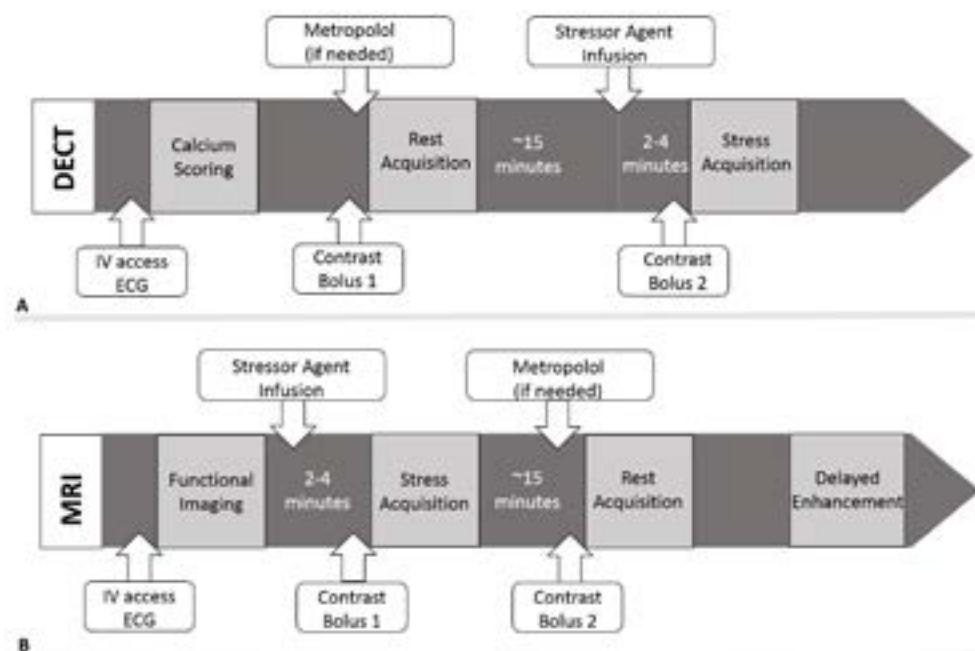 Metropolol
(if needed)
Stressor Agent
Infusion
DECT
Calcium
Scoring
Rest
Acquisition
~15
minutes
2-4
minutes
Stress
Acquisition
IV access
ECG
Contrast
Bolus 1
Contrast
Bolus 2
A
Stressor Agent
Infusion
Metropolol
(if needed)
MRI
Functional
Imaging
2-4
minutes
Stress
Acquisition
~15
minutes
Rest
Acquisition
Delayed
Enhancement
IV access
ECG
Contrast
Bolus 1
Contrast
Bolus 2
B